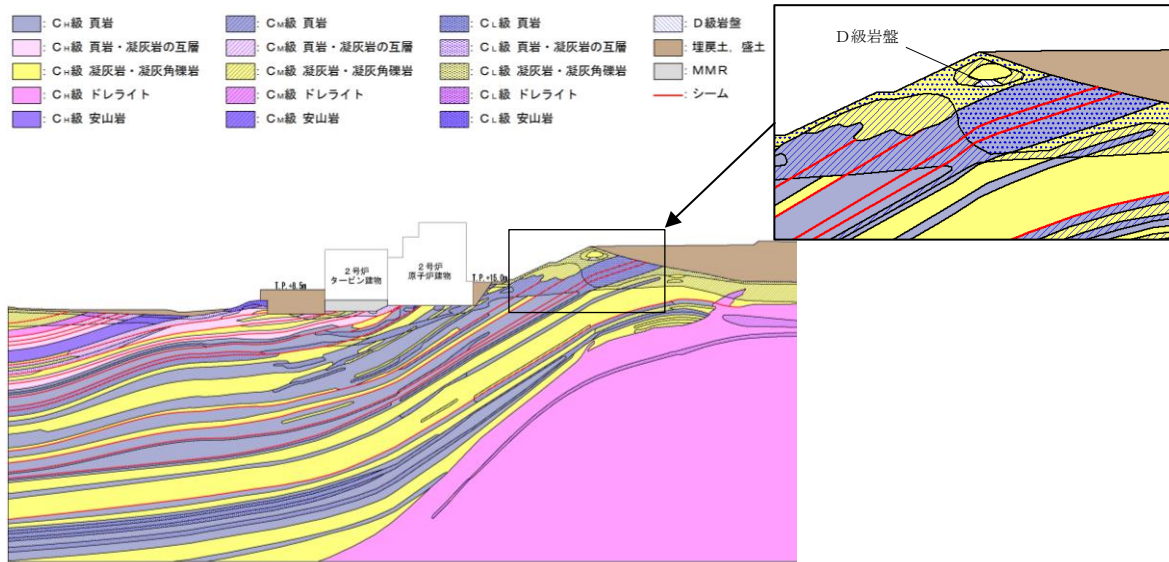 : CH級 頁岩
: CH級 頁岩・凝灰岩の互層
: CH級 凝灰岩・凝灰角礫岩
: CH級 ドレライト
: CH級 安山岩
: CM級 頁岩
: CM級 頁岩・凝灰岩の互層
: CM級 凝灰岩・凝灰角礫岩
: CM級 ドレライト
: CM級 安山岩
: CL級 頁岩
: CL級 頁岩・凝灰岩の互層
: CL級 凝灰岩・凝灰角礫岩
: CL級 ドレライト
: CL級 安山岩
: D級岩盤
: 埋戻土，盛土
: MMR
: シーム
D級岩盤
2号炉
タービン建物
2号炉
原子炉建物
T.P.+8.5m
T.P.+15.0m